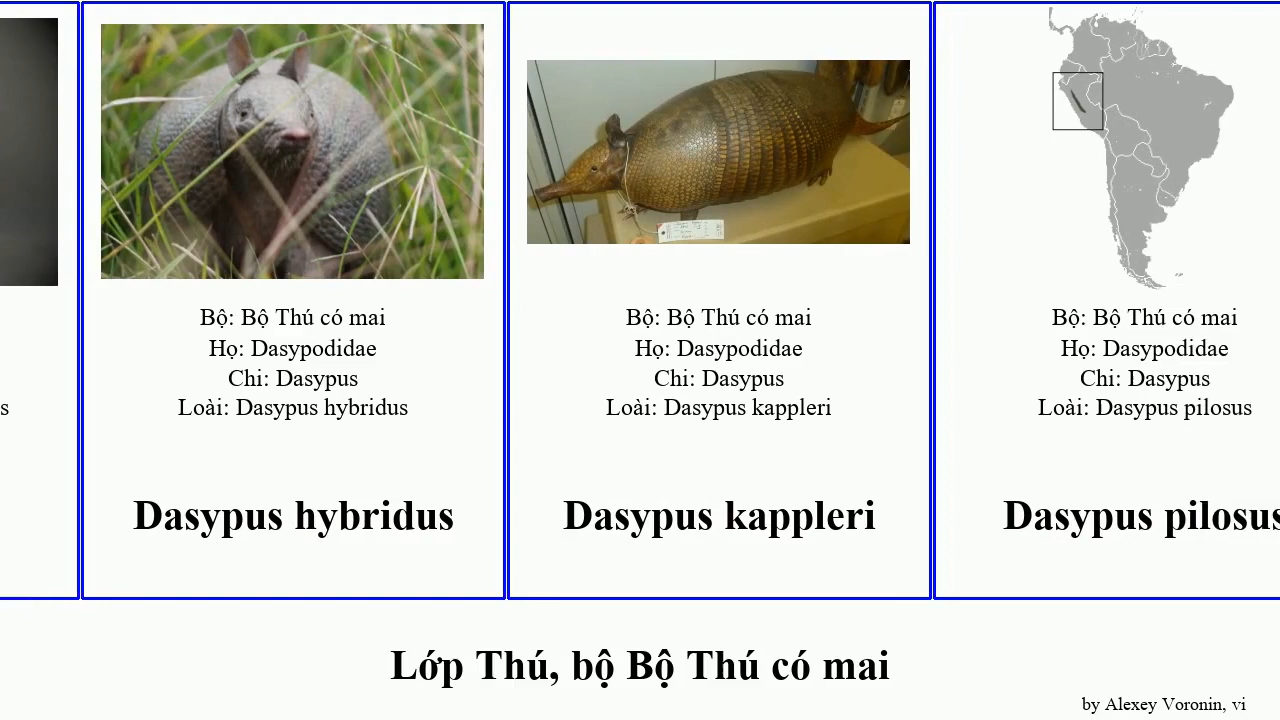 s
Bộ: Bộ Thú có mai
Họ: Dasypodidae
Chi: Dasypus
Loài: Dasypus hybridus
Dasypus hybridus
Bộ: Bộ Thú có mai
Họ: Dasypodidae
Chi: Dasypus
Loài: Dasypus kappleri
Dasypus kappleri
Bộ: Bộ Thú có mai
Họ: Dasypodidae
Chi: Dasypus
Loài: Dasypus pilosus
Dasypus pilosus
Lớp Thú, bộ Bộ Thú có mai
by Alexey Voronin, vi